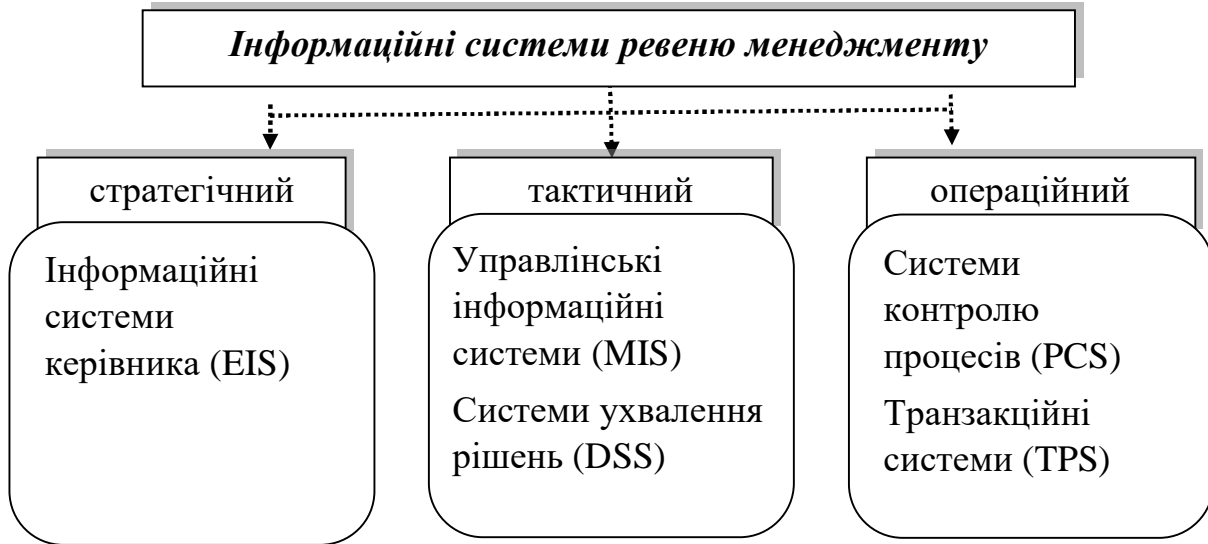 Інформаційні системи ревеню менеджменту
стратегічний
Інформаційні
системи
керівника (EIS)
тактичний
Управлінські
інформаційні
системи (MIS)
Системи ухвалення
рішень (DSS)
операційний
Системи
контролю
процесів (PCS)
Транзакційні
системи (TPS)